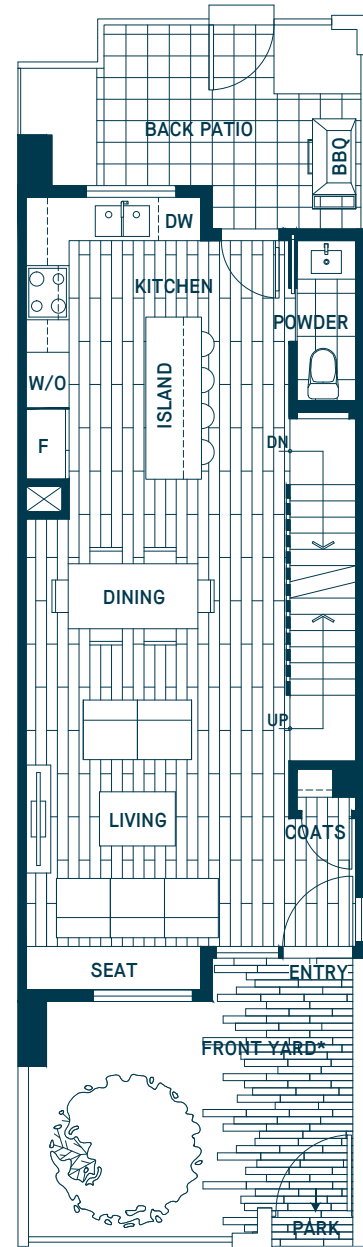 BACK PATIO
BBQ
DW
KITCHEN
POWDER
W/O
ISLAND
F
DN
DINING
UP
LIVING
COATS
SEAT
ENTRY
FRONT YARD*
PARK